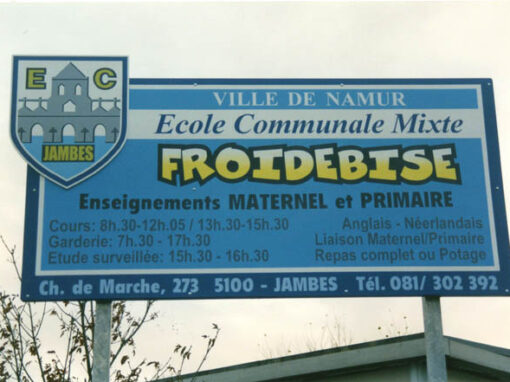 E C
JAMBES
VILLE DE NAMUR
Ecole Communale Mixte
FROIDEBISE
Enseignements MATERNEL et PRIMAIRE
Cours: 8h.30-12h.05 / 13h.30-15h.30 Anglais - Néerlandais
Garderie: 7h.30 - 17h.30 Liaison Maternel/Primaire
Etude surveillée: 15h.30 - 16h.30 Repas complet ou Potage
Ch. de Marche, 273 5100 - JAMBES Tél. 081/ 302 392